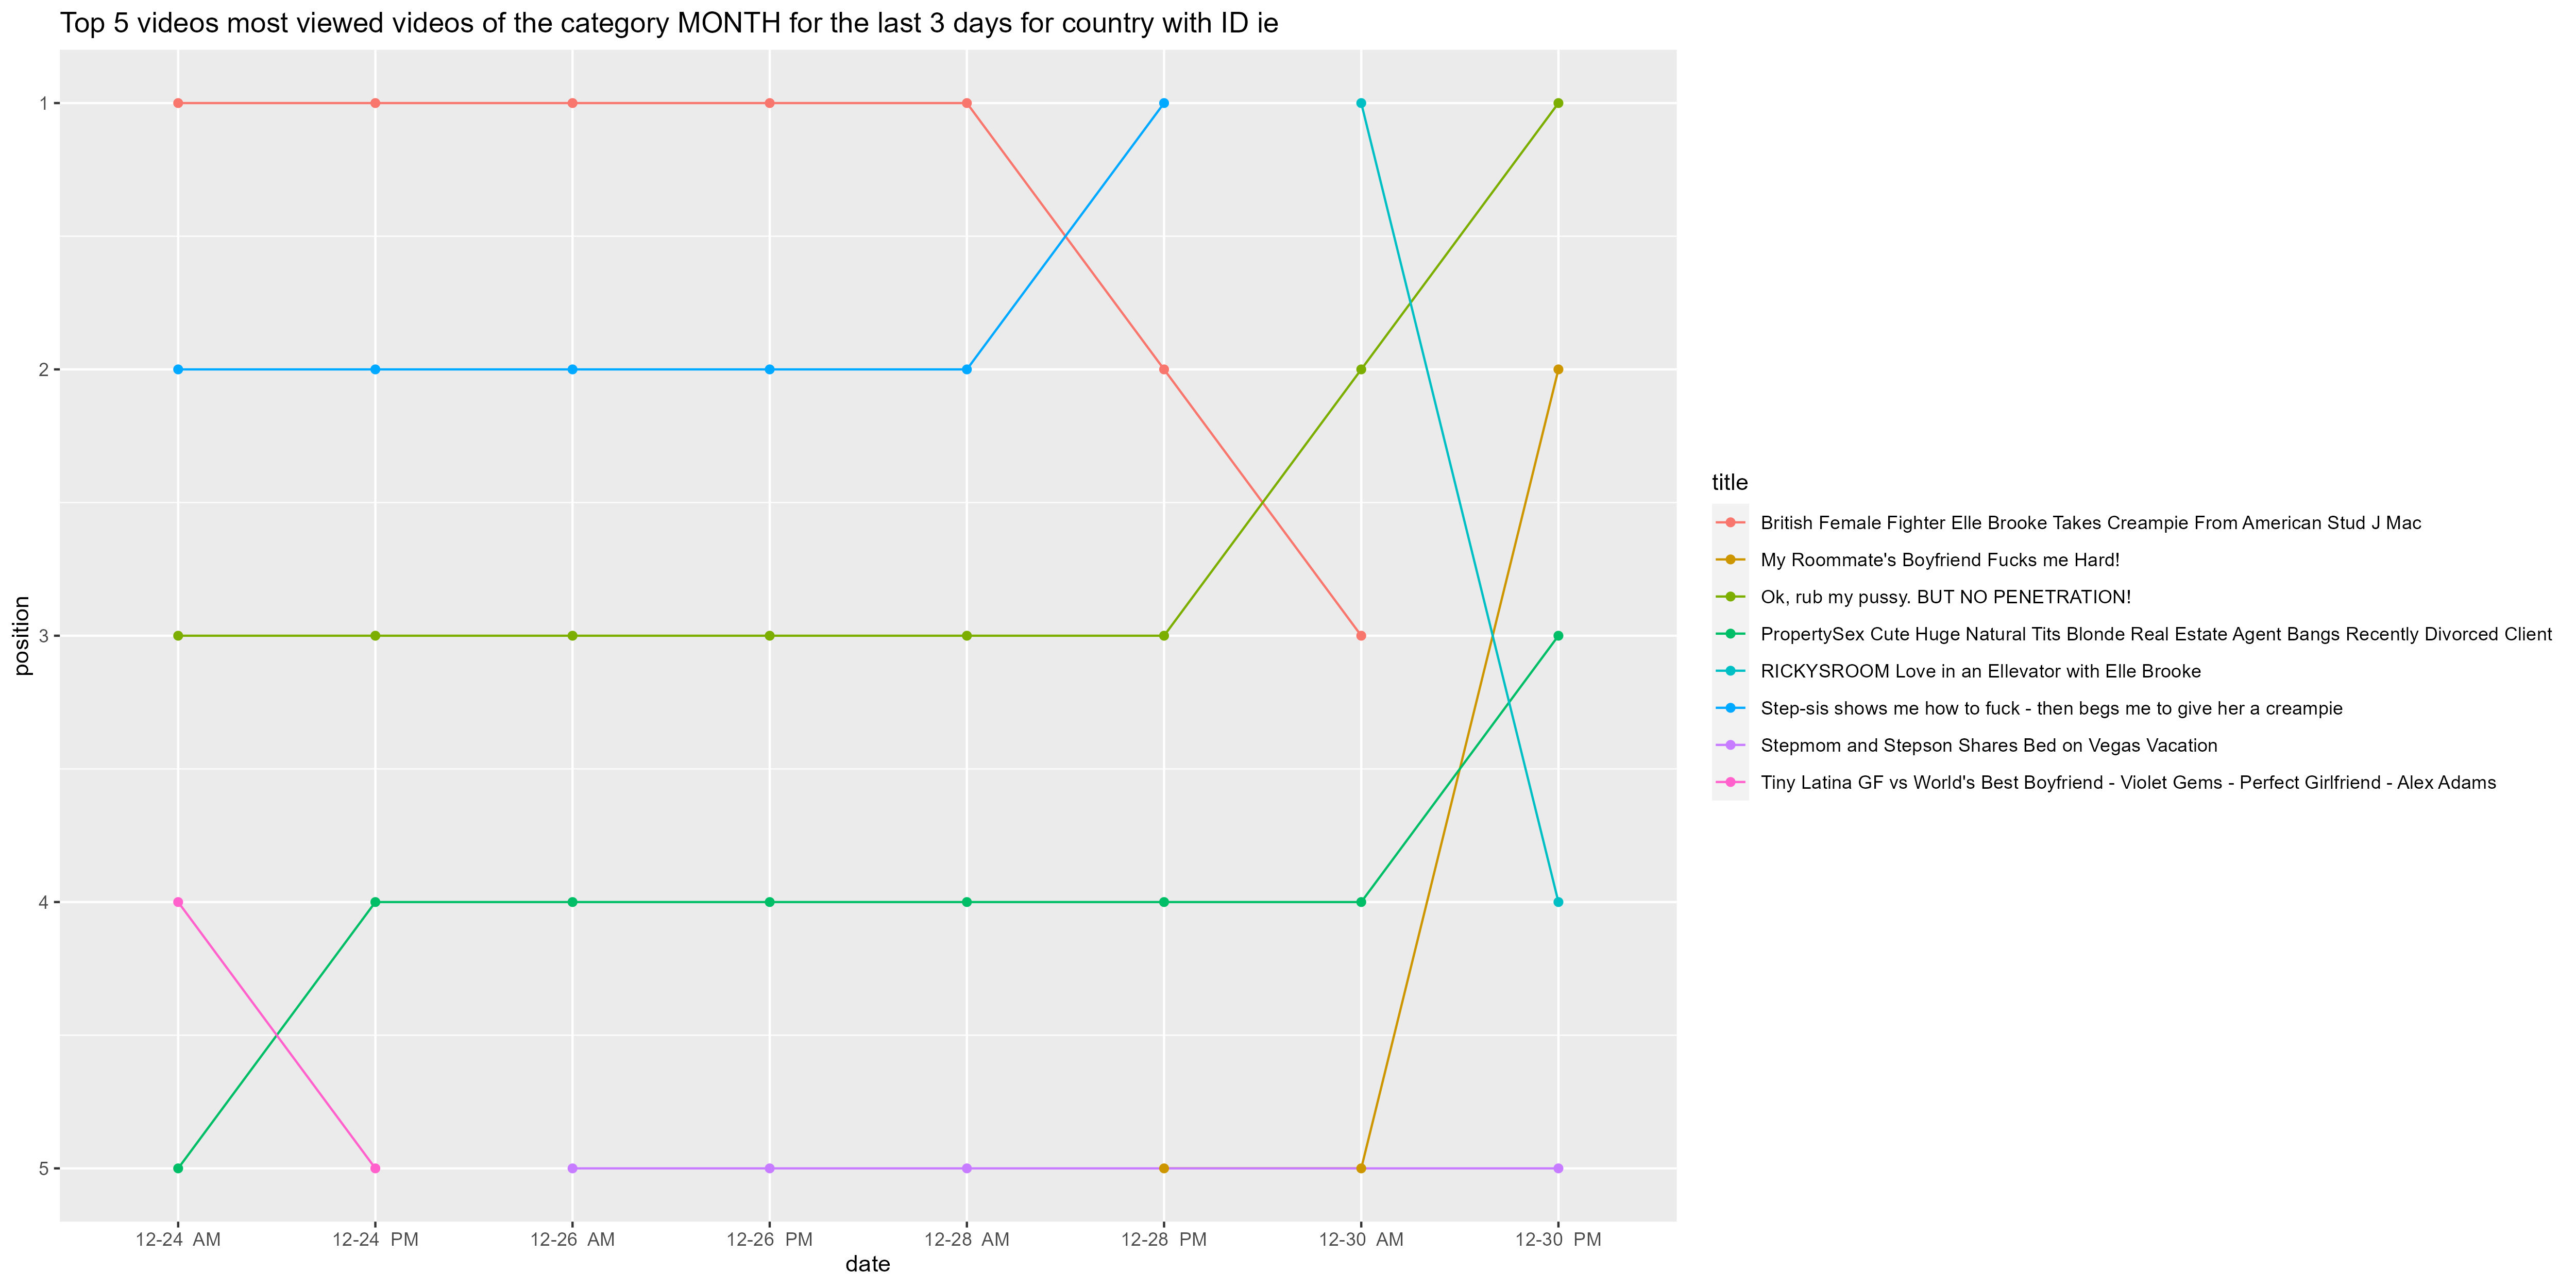 Top 5 videos most viewed videos of the category MONTH for the last 3 days for country with ID ie
position
1
2
3
4
5
12-24 AM
12-24 PM
12-26 AM
12-26 PM
12-28 AM
12-28 PM
12-30 AM
12-30 PM
date
title
British Female Fighter Elle Brooke Takes Creampie From American Stud J Mac
My Roommate's Boyfriend Fucks me Hard!
Ok, rub my pussy. BUT NO PENETRATION!
PropertySex Cute Huge Natural Tits Blonde Real Estate Agent Bangs Recently Divorced Client
RICKYSROOM Love in an Ellevator with Elle Brooke
Step-sis shows me how to fuck - then begs me to give her a creampie
Stepmom and Stepson Shares Bed on Vegas Vacation
Tiny Latina GF vs World's Best Boyfriend - Violet Gems - Perfect Girlfriend - Alex Adams